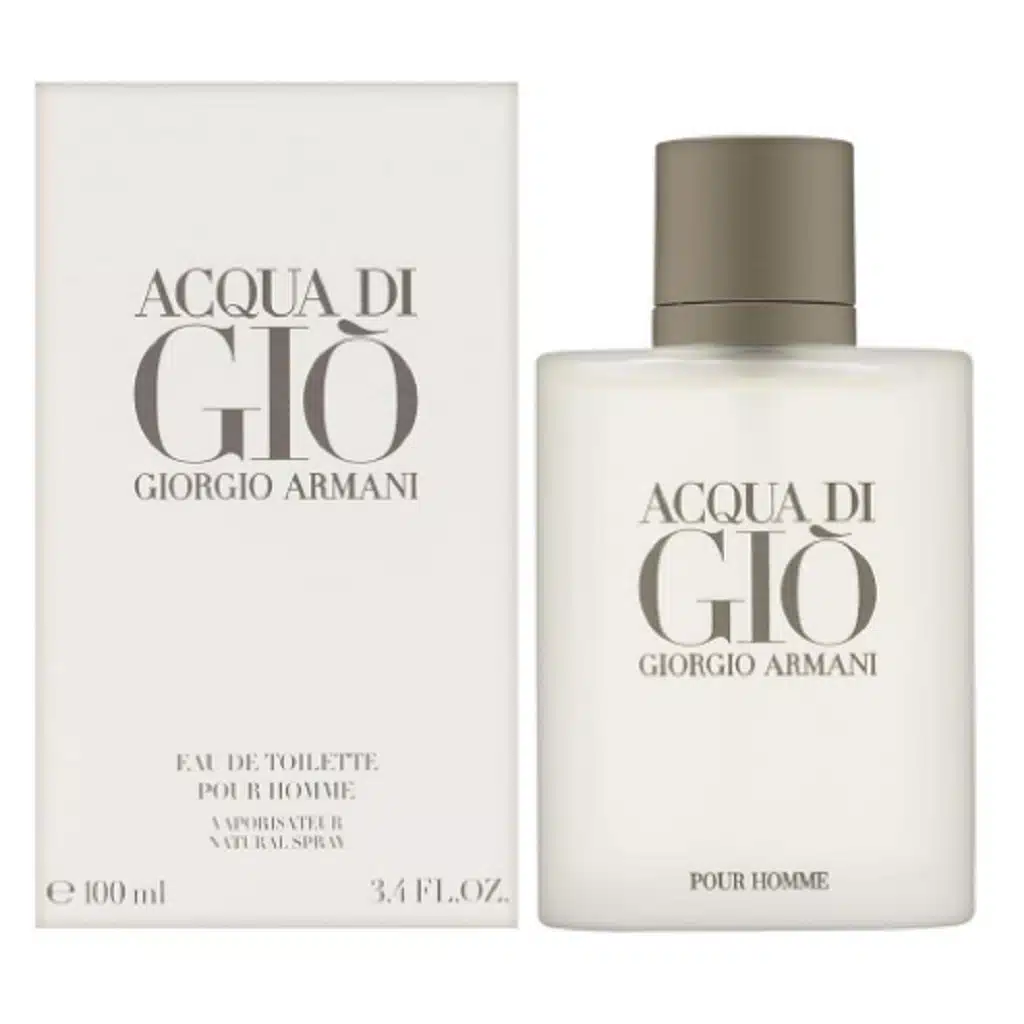 ACQUA DI
GIÒ
GIORGIO ARMANI
EAU DE TOILETTE
POUR HOMME
VAPORISATEUR
NATURAL SPRAY
℮ 100 ml
3.4 FL.OZ.
ACQUA DI
GIÒ
GIORGIO ARMANI
POUR HOMME